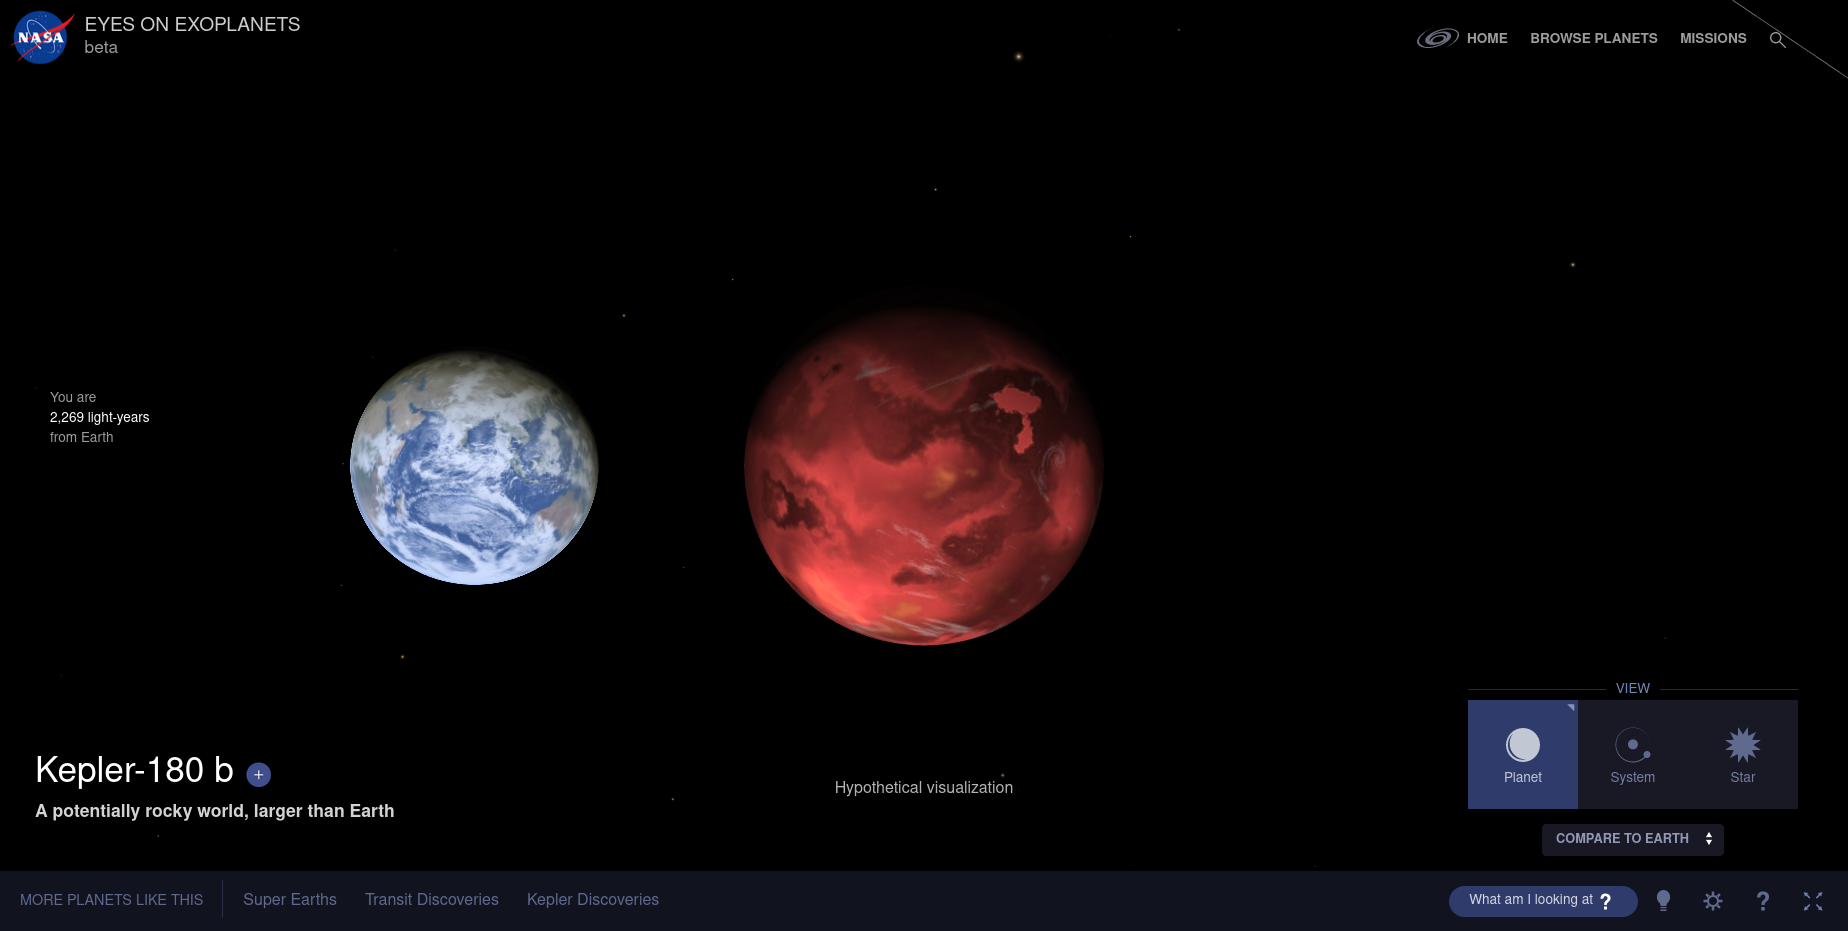 NASA
EYES ON EXOPLANETS
beta
HOME
BROWSE PLANETS
MISSIONS
You are
2,269 light-years
from Earth
Kepler-180 b +
A potentially rocky world, larger than Earth
Hypothetical visualization
VIEW
Planet
System
Star
COMPARE TO EARTH
MORE PLANETS LIKE THIS
Super Earths
Transit Discoveries
Kepler Discoveries
What am I looking at ?
?